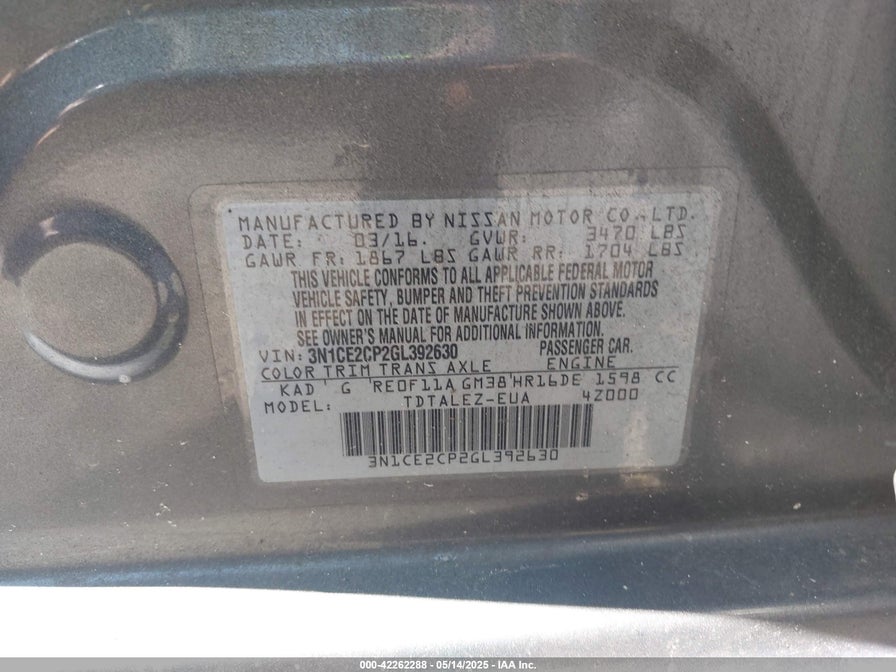 MANUFACTURED BY NISSAN MOTOR CO.,LTD.
DATE: 03/16. GVWR: 3470 LBS
GAWR FR: 1867 LBS GAWR RR: 1704 LBS
THIS VEHICLE CONFORMS TO ALL APPLICABLE FEDERAL MOTOR
VEHICLE SAFETY, BUMPER AND THEFT PREVENTION STANDARDS
IN EFFECT ON THE DATE OF MANUFACTURE SHOWN ABOVE.
SEE OWNER'S MANUAL FOR ADDITIONAL INFORMATION.
VIN: 3N1CE2CP2GL392630 PASSENGER CAR.
COLOR TRIM TRANS AXLE ENGINE
KAD G RE0F11A GM38 HR16DE 1598 CC
MODEL: TDTALEZ-EUA 4Z000
3N1CE2CP2GL392630
000-42262288 - 05/14/2025 - IAA Inc.